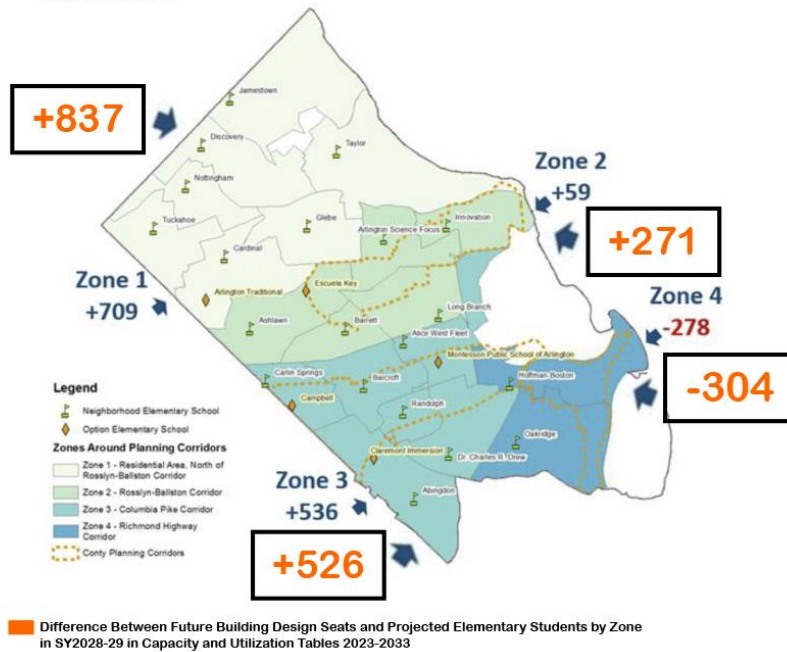 Jamestown
+837
Discovery
Taylor
Zone 2
+59
Nottingham
Tuckahoe
Glebe
Innovation
Arlington Science Focus
+271
Cardinal
Zone 1
+709
Arlington Traditional
Escuela Key
Zone 4
-278
Long Branch
Ashlawn
Barrett
Alice West Fleet
Montessori Public School of Arlington
-304
Carlin Springs
Barcroft
Hoffman-Boston
Legend
Neighborhood Elementary School
Option Elementary School
Campbell
Randolph
Zones Around Planning Corridors
Zone 1 - Residential Area, North of
Rosslyn-Ballston Corridor
Zone 2 - Rosslyn-Ballston Corridor
Zone 3 - Columbia Pike Corridor
Zone 4 - Richmond Highway
Corridor
Conty Planning Corridors
Oakridge
Claremont Immersion
Dr. Charles R. Drew
Zone 3
+536
Abingdon
+526
Difference Between Future Building Design Seats and Projected Elementary Students by Zone
in SY2028-29 in Capacity and Utilization Tables 2023-2033